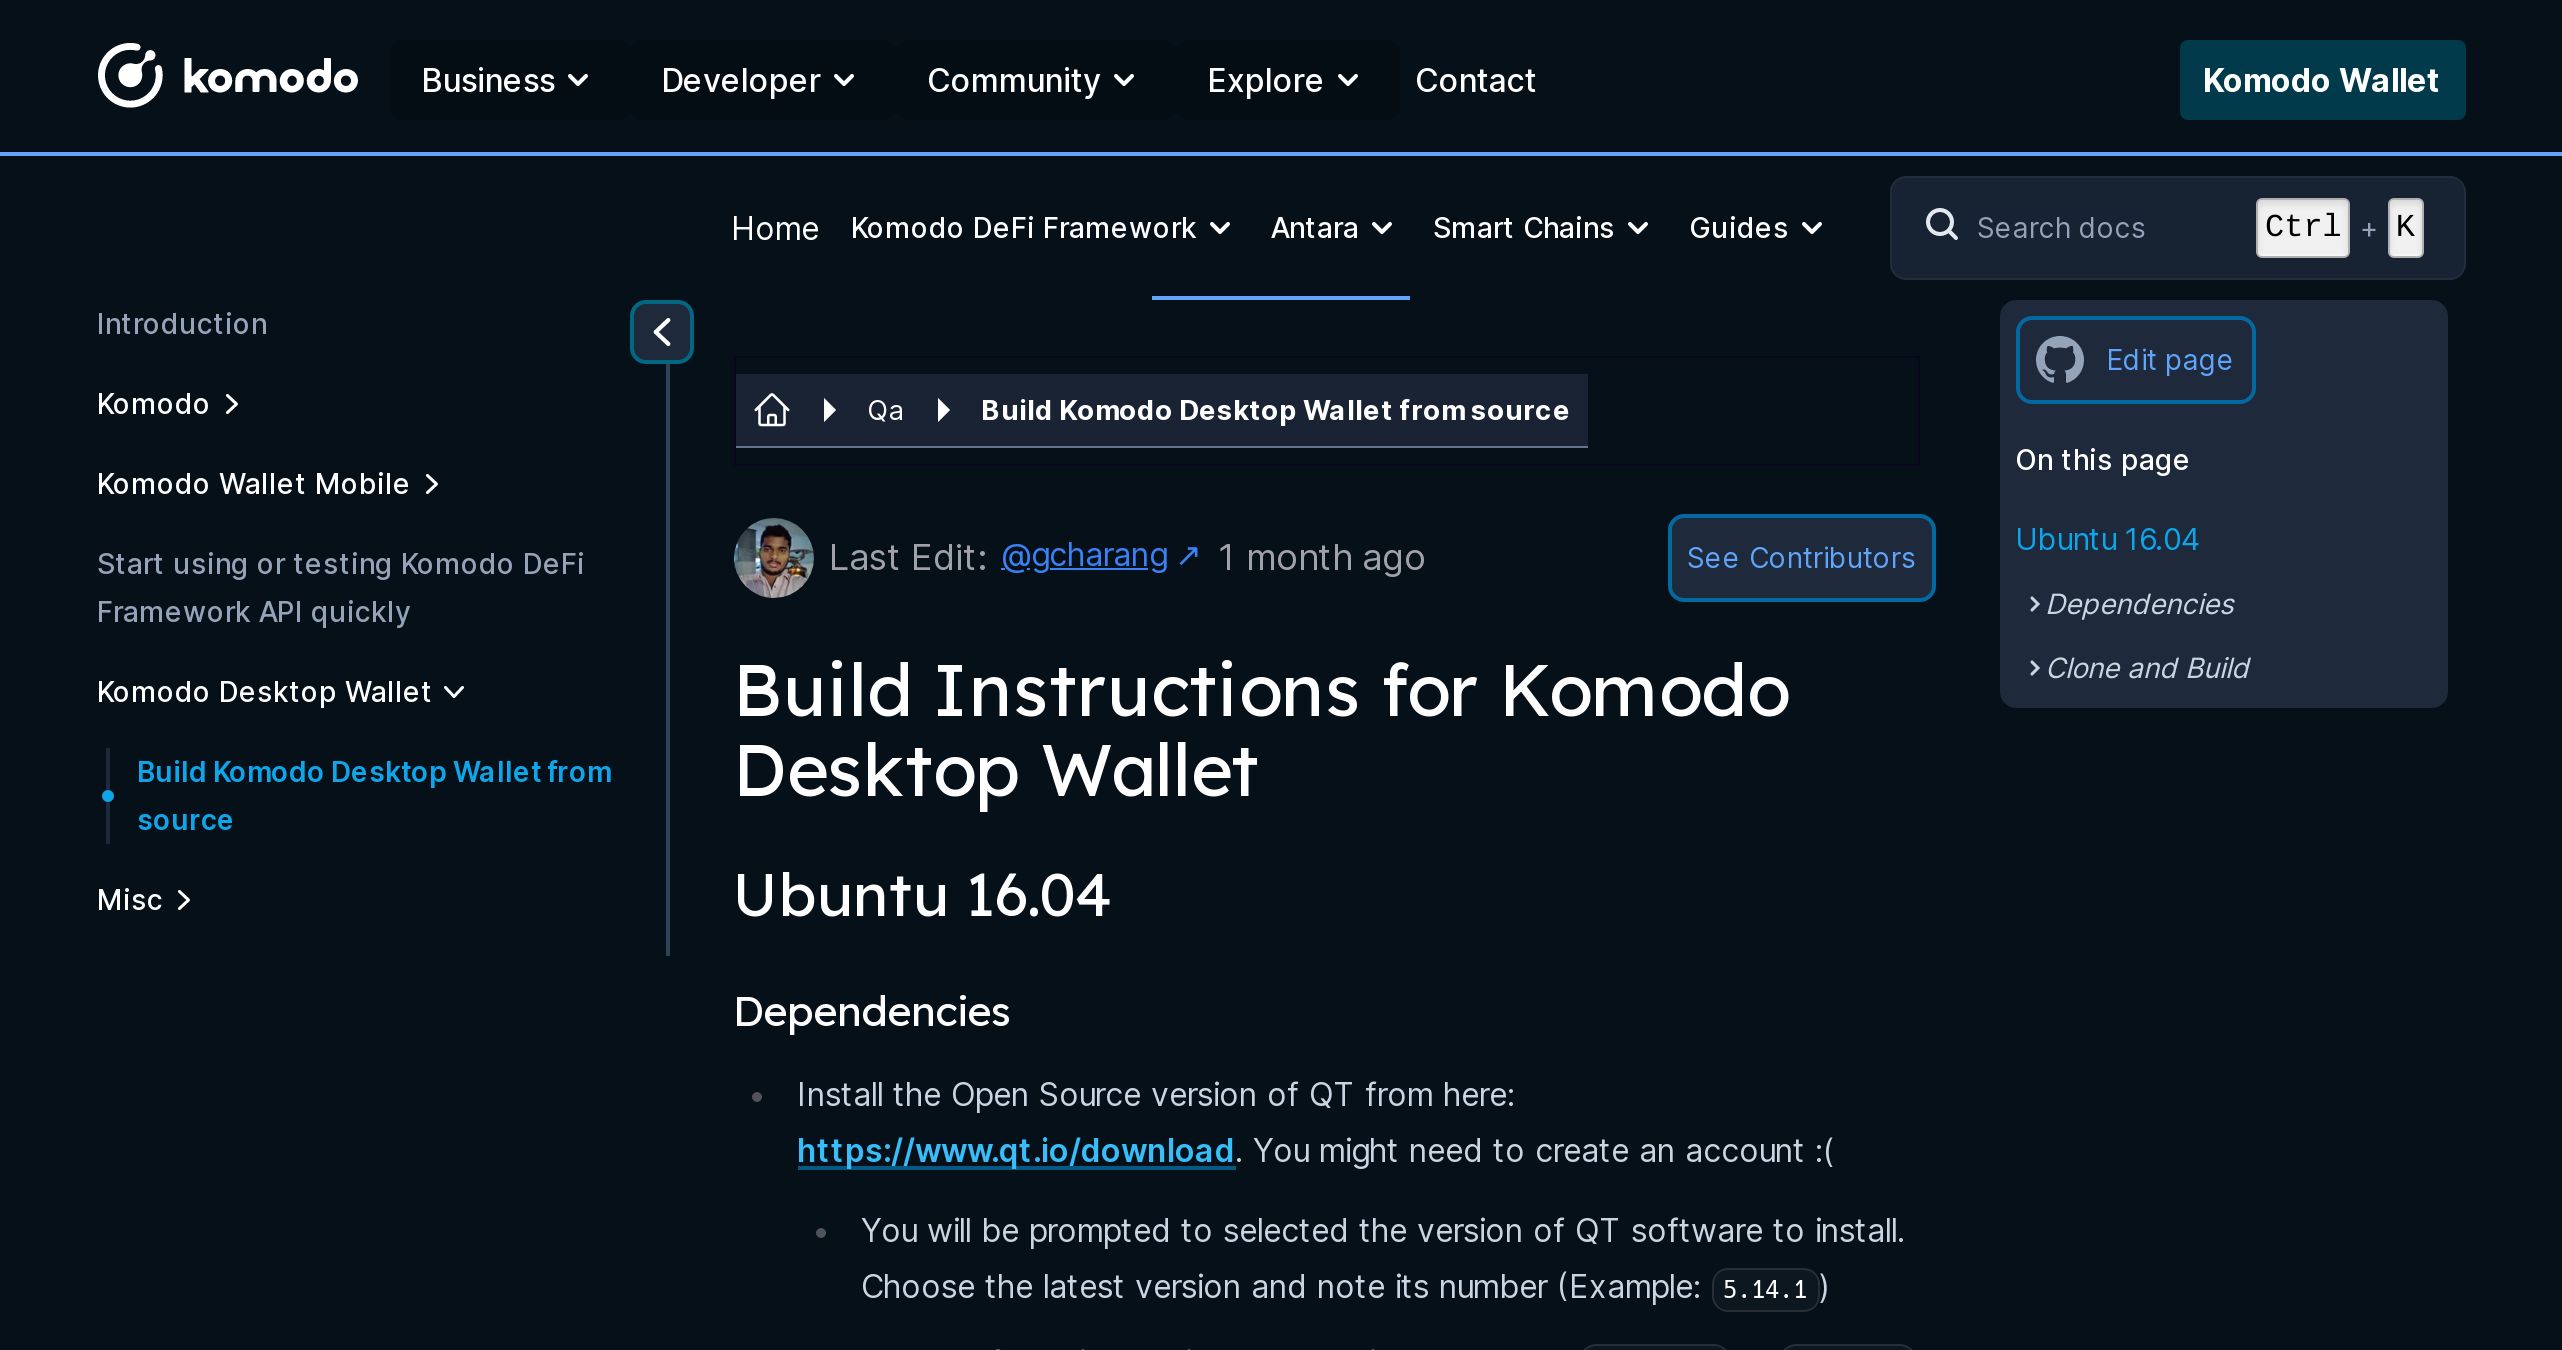 komodo Business Developer Community Explore Contact Komodo Wallet
Home Komodo DeFi Framework Antara Smart Chains Guides Search docs Ctrl + K
Introduction
Komodo
Komodo Wallet Mobile
Start using or testing Komodo DeFi
Framework API quickly
Komodo Desktop Wallet
Build Komodo Desktop Wallet from
source
Misc
Qa Build Komodo Desktop Wallet from source
Last Edit: @gcharang ↗ 1 month ago See Contributors
Build Instructions for Komodo
Desktop Wallet
Ubuntu 16.04
Dependencies
Install the Open Source version of QT from here:
https://www.qt.io/download. You might need to create an account :(
You will be prompted to selected the version of QT software to install.
Choose the latest version and note its number (Example: 5.14.1)
Edit page
On this page
Ubuntu 16.04
Dependencies
Clone and Build